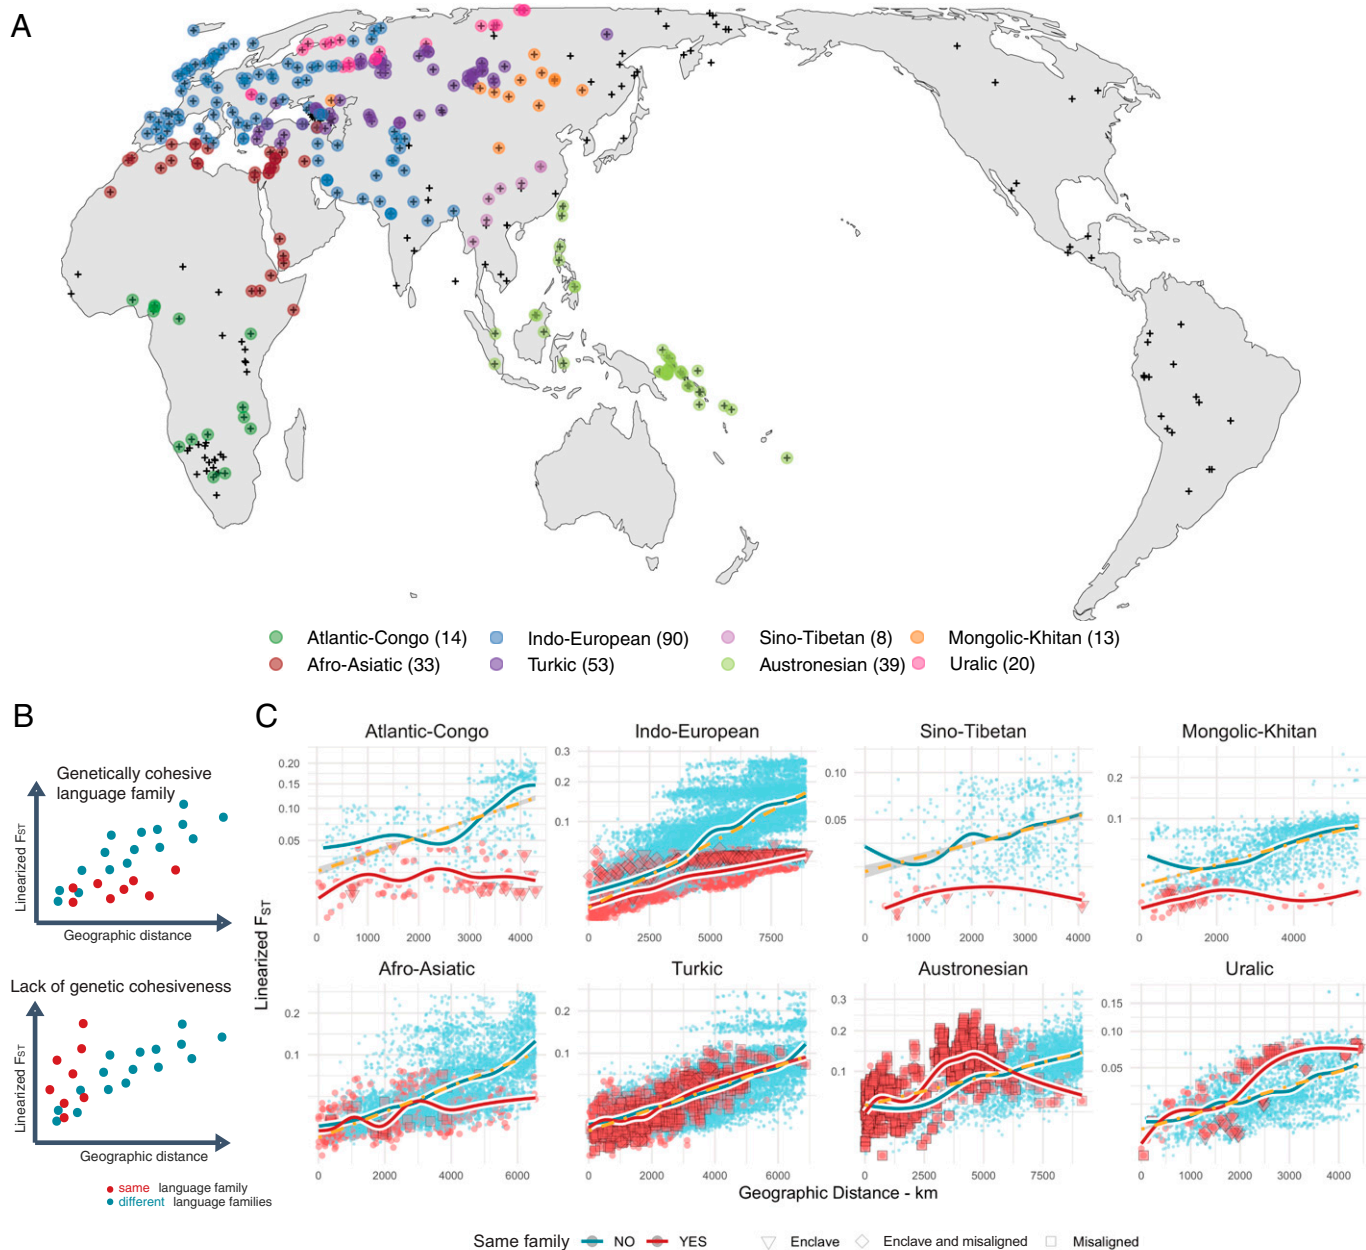 A
Atlantic-Congo (14)
Indo-European (90)
Sino-Tibetan (8)
Mongolic-Khitan (13)
Afro-Asiatic (33)
Turkic (53)
Austronesian (39)
Uralic (20)
B
Genetically cohesive
language family
Linearized FST
Geographic distance
Lack of genetic cohesiveness
Linearized FST
Geographic distance
same language family
different language families
C
Linearized FST
Atlantic-Congo
0.20
0.15
0.10
0.05
0 1000 2000 3000 4000
Indo-European
0.3
0.2
0.1
0 2500 5000 7500
Sino-Tibetan
0.10
0.05
0 1000 2000 3000 4000
Mongolic-Khitan
0.2
0.1
0 2000 4000
Afro-Asiatic
0.2
0.1
0 2000 4000 6000
Turkic
0.2
0.1
0 2000 4000 6000
Austronesian
0.3
0.2
0.1
0 2500 5000 7500
Uralic
0.15
0.10
0.05
0 1000 2000 3000 4000
Geographic Distance - km
Same family NO YES Enclave Enclave and misaligned Misaligned